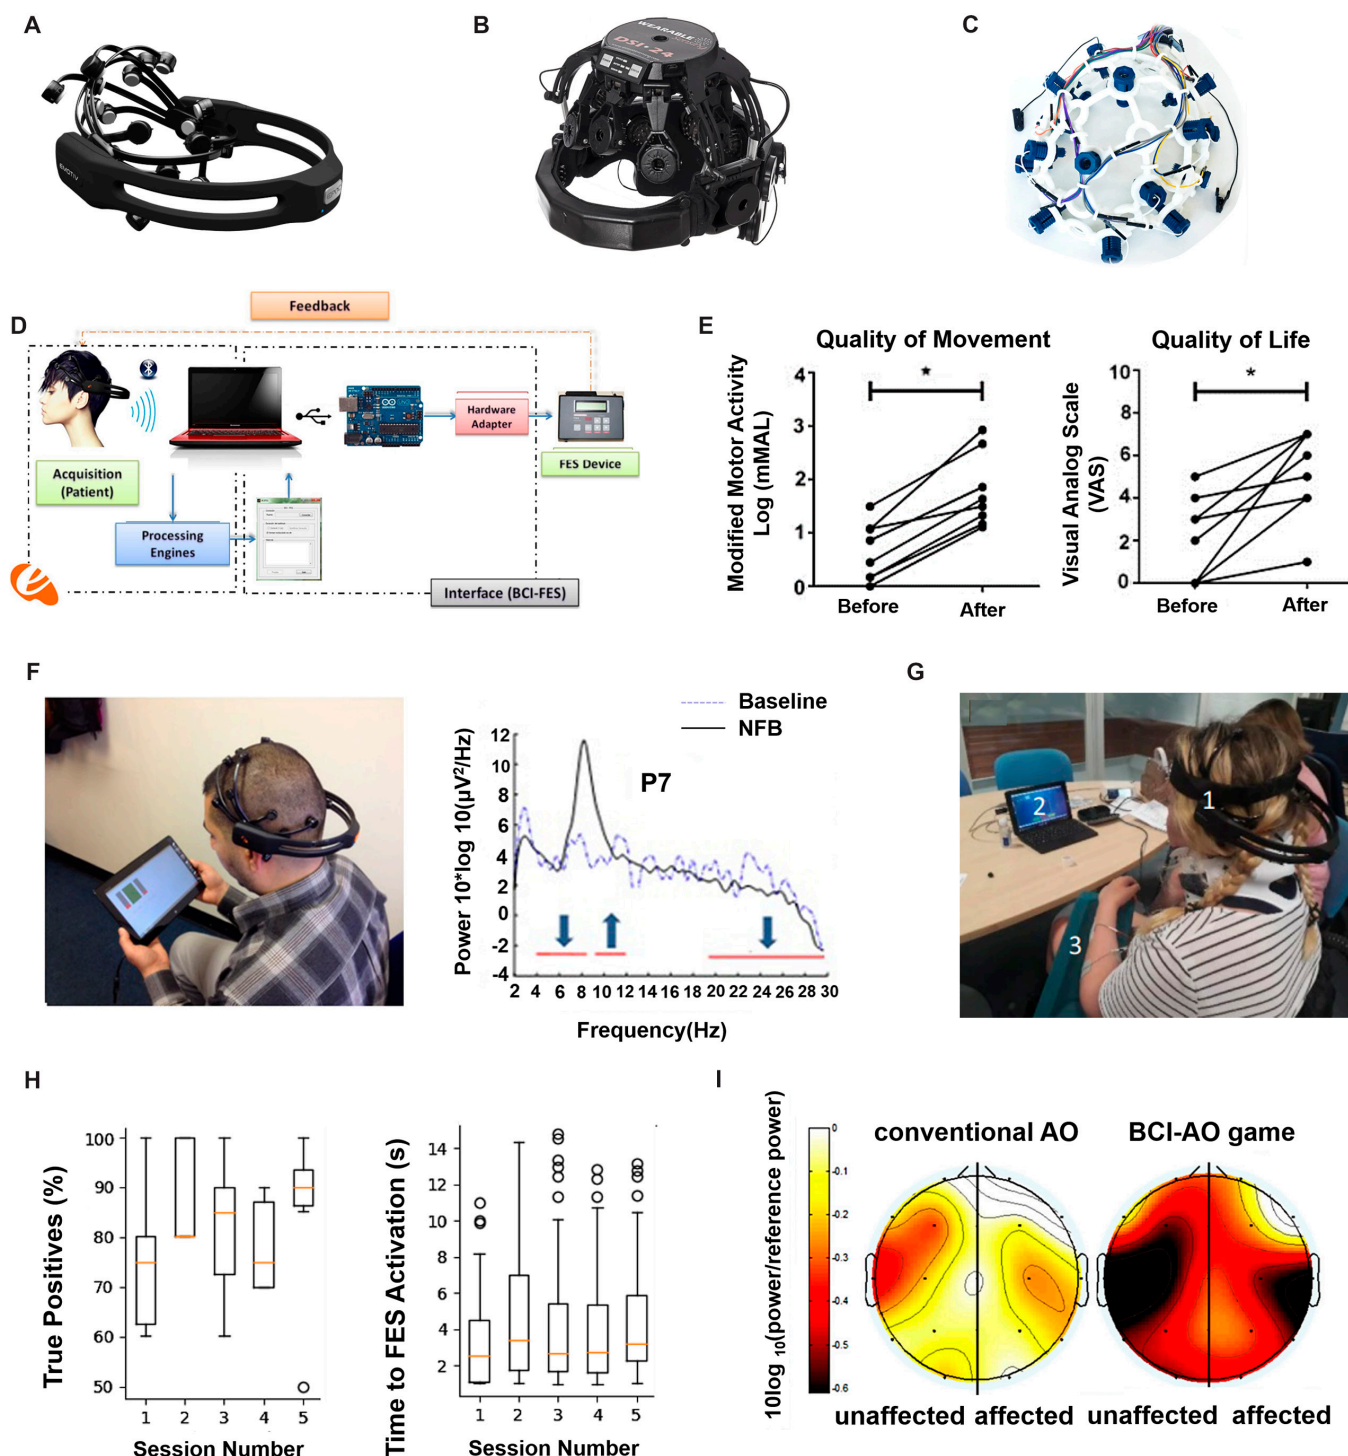 A
B
C
EMOTIV
WEARABLE
DSI-24
D
Feedback
Acquisition
(Patient)
Processing
Engines
Hardware
Adapter
FES Device
Interface (BCI-FES)
E
Quality of Movement
Modified Motor Activity
Log (mMAL)
4
3
2
1
0
*
Before
After
Quality of Life
Visual Analog Scale
(VAS)
10
8
6
4
2
0
*
Before
After
F
Baseline
NFB
P7
Power 10*log 10(µV²/Hz)
12
10
8
6
4
2
0
-2
-4
2 4 6 8 10 12 14 16 18 20 22 24 26 28 30
Frequency(Hz)
G
1
2
3
H
True Positives (%)
100
90
80
70
60
50
1 2 3 4 5
Session Number
Time to FES Activation (s)
14
12
10
8
6
4
2
1 2 3 4 5
Session Number
I
10log 10(power/reference power)
0
-0.1
-0.2
-0.3
-0.4
-0.5
-0.6
conventional AO
BCI-AO game
unaffected affected
unaffected affected